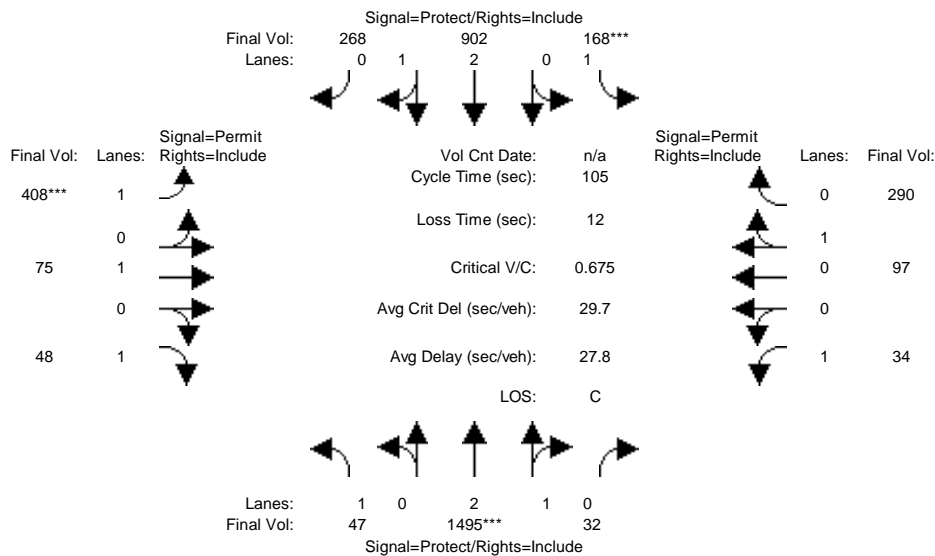 Signal=Protect/Rights=Include
Final Vol: 268 902 168***
Lanes: 0 1 2 0 1
Signal=Permit Signal=Permit
Final Vol: Lanes: Rights=Include Vol Cnt Date: n/a Rights=Include Lanes: Final Vol:
Cycle Time (sec): 105
408*** 1 0 290
Loss Time (sec): 12
0 1
75 1 Critical V/C: 0.675 0 97
0 Avg Crit Del (sec/veh): 29.7 0
48 1 Avg Delay (sec/veh): 27.8 1 34
LOS: C
Lanes: 1 0 2 1 0
Final Vol: 47 1495*** 32
Signal=Protect/Rights=Include